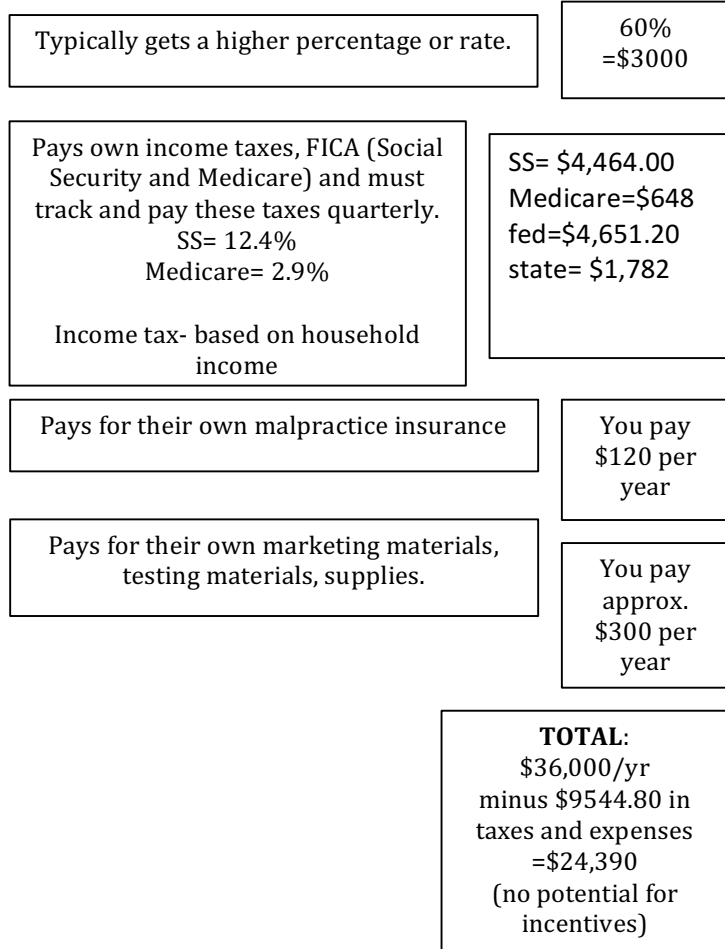 Typically gets a higher percentage or rate.
60%
=$3000
Pays own income taxes, FICA (Social
Security and Medicare) and must
track and pay these taxes quarterly.
SS= 12.4%
Medicare= 2.9%
Income tax- based on household
income
SS= $4,464.00
Medicare=$648
fed=$4,651.20
state= $1,782
Pays for their own malpractice insurance
You pay
$120 per
year
Pays for their own marketing materials,
testing materials, supplies.
You pay
approx.
$300 per
year
TOTAL:
$36,000/yr
minus $9544.80 in
taxes and expenses
=$24,390
(no potential for
incentives)